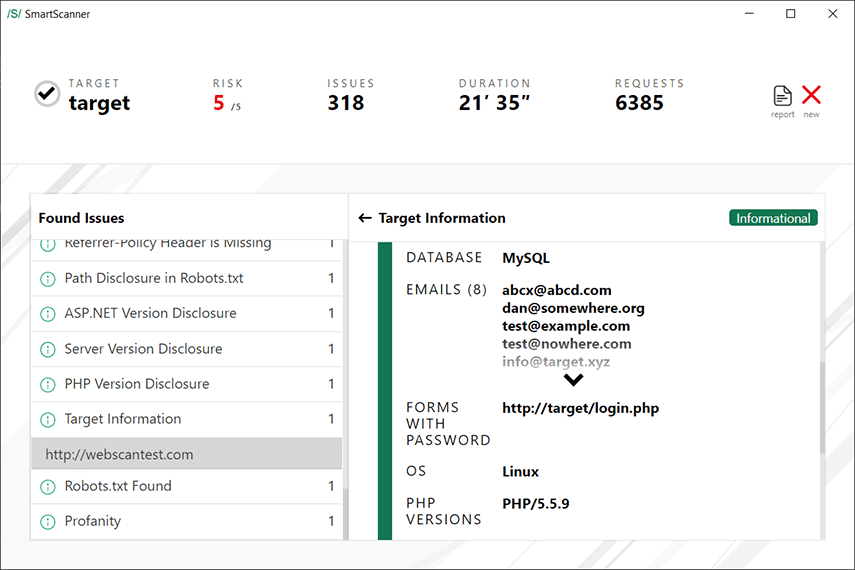 /S/ SmartScanner
TARGET
target
RISK
5 /5
ISSUES
318
DURATION
21′ 35″
REQUESTS
6385
report
new
Found Issues
Referrer-Policy Header is Missing 1
Path Disclosure in Robots.txt 1
ASP.NET Version Disclosure 1
Server Version Disclosure 1
PHP Version Disclosure 1
Target Information 1
http://webscantest.com
Robots.txt Found 1
Profanity 1
Target Information
Informational
DATABASE MySQL
EMAILS (8) abcx@abcd.com
dan@somewhere.org
test@example.com
test@nowhere.com
info@target.xyz
FORMS http://target/login.php
WITH
PASSWORD
OS Linux
PHP PHP/5.5.9
VERSIONS